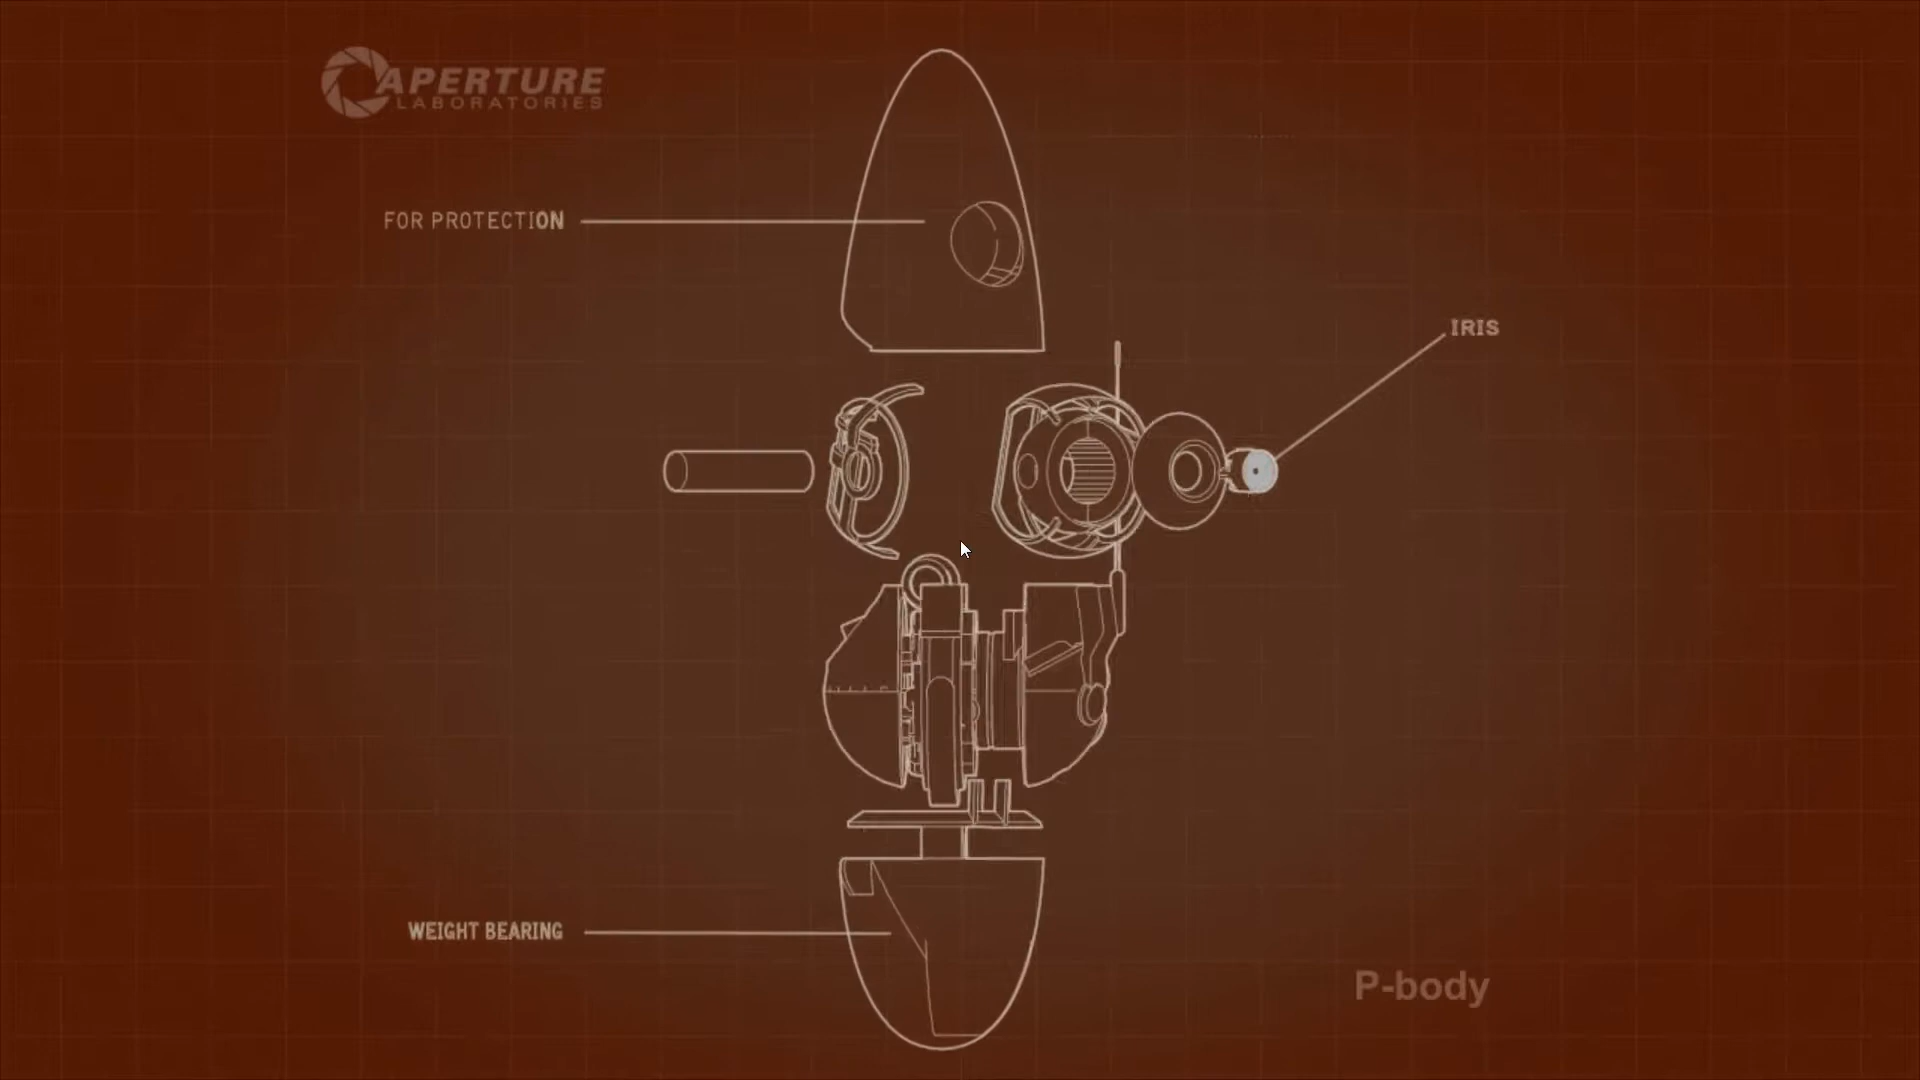 APERTURE
LABORATORIES
FOR PROTECTION
IRIS
WEIGHT BEARING
P-body